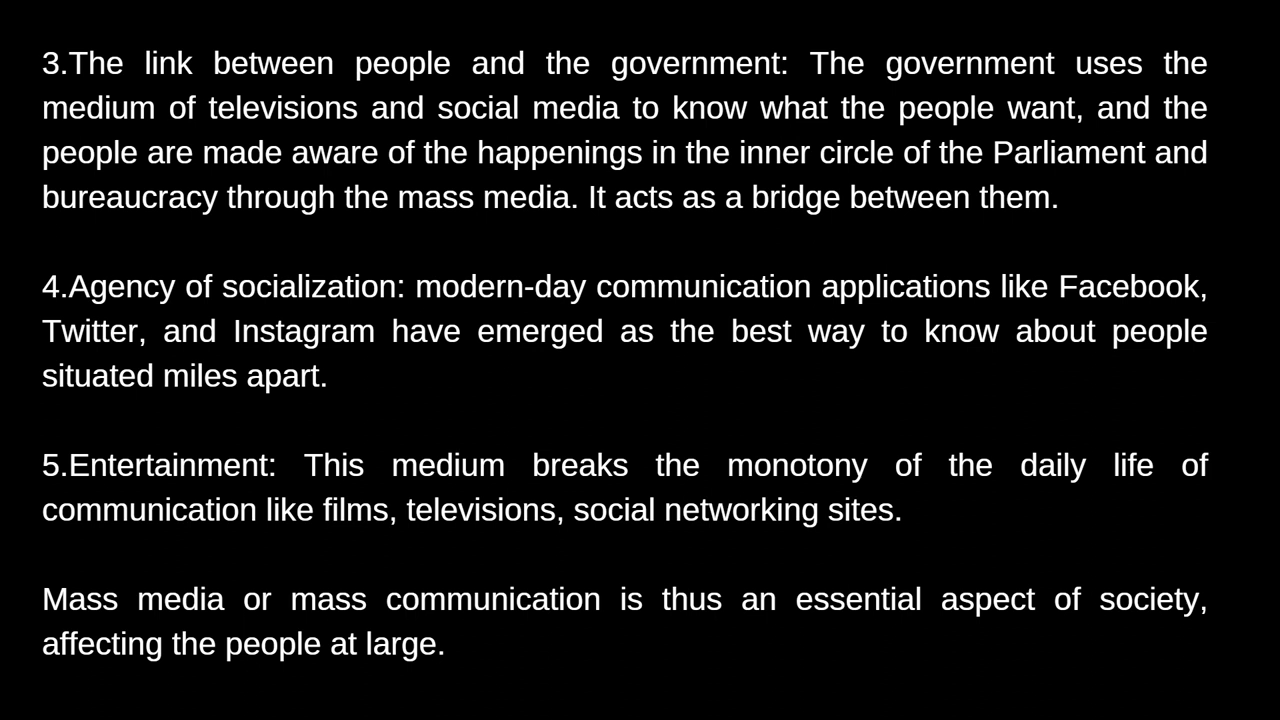 3.The link between people and the government: The government uses the
medium of televisions and social media to know what the people want, and the
people are made aware of the happenings in the inner circle of the Parliament and
bureaucracy through the mass media. It acts as a bridge between them.
4.Agency of socialization: modern-day communication applications like Facebook,
Twitter, and Instagram have emerged as the best way to know about people
situated miles apart.
5.Entertainment: This medium breaks the monotony of the daily life of
communication like films, televisions, social networking sites.
Mass media or mass communication is thus an essential aspect of society,
affecting the people at large.